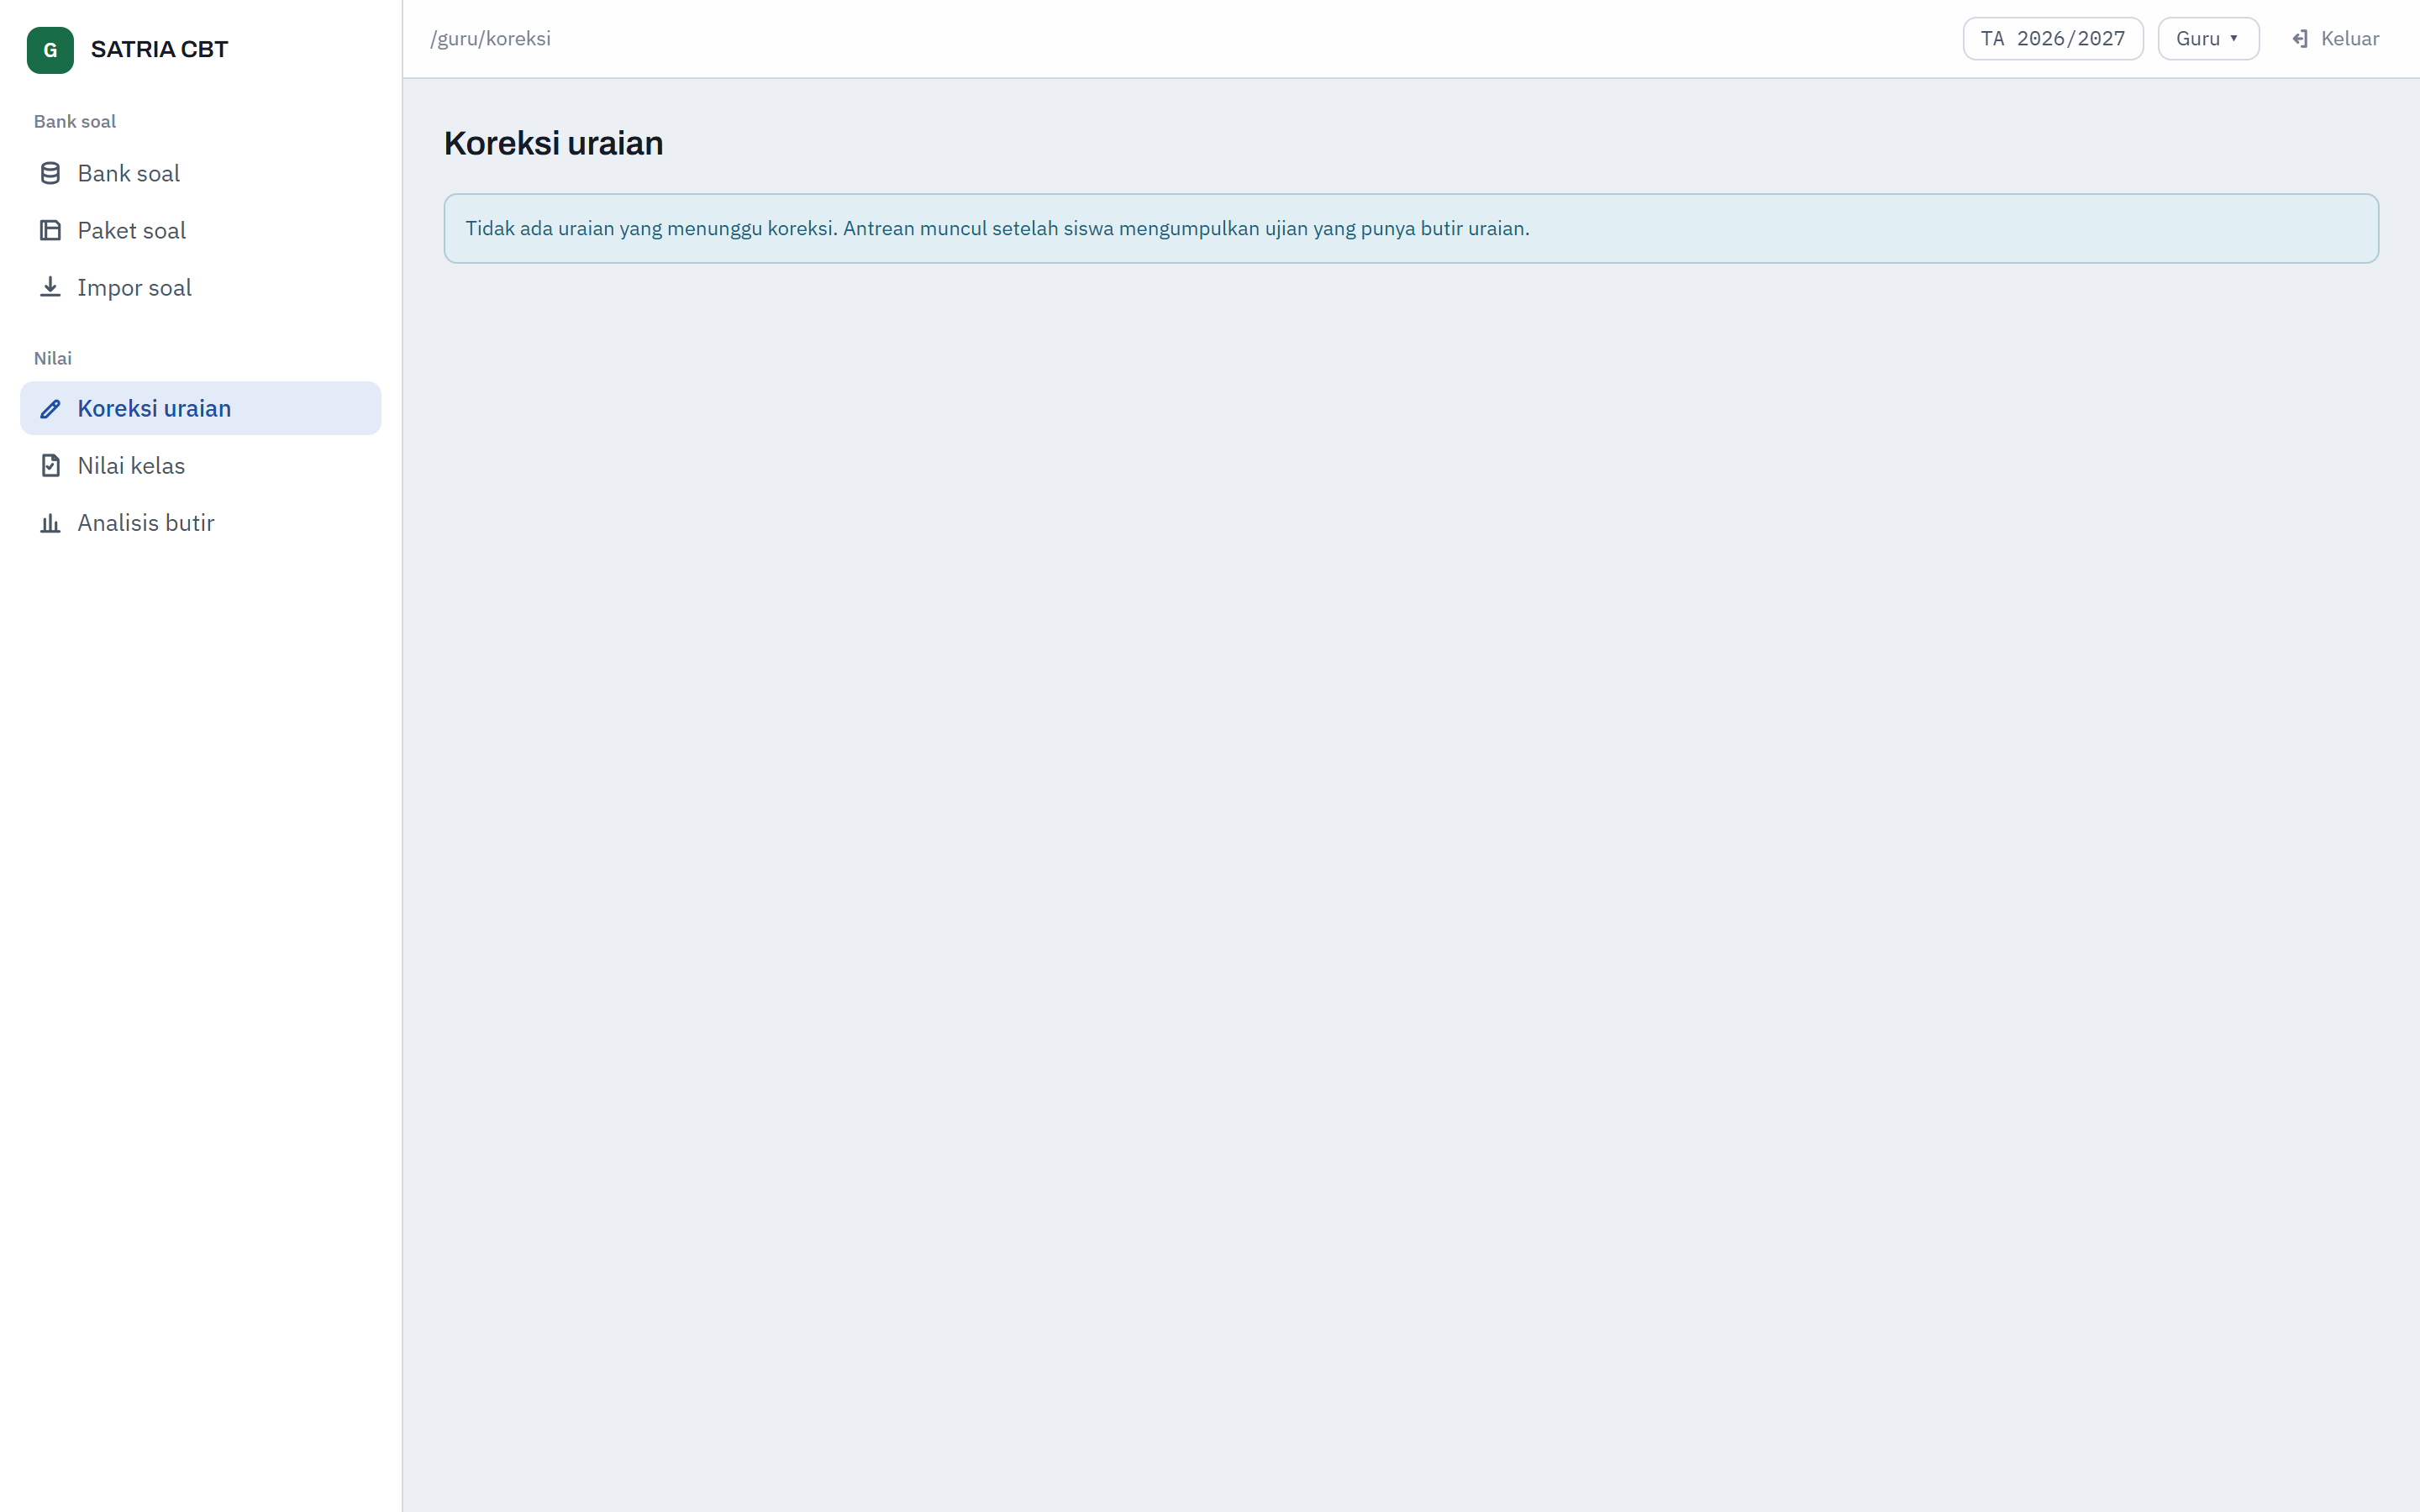 G
SATRIA CBT
Bank soal
Bank soal
Paket soal
Impor soal
Nilai
Koreksi uraian
Nilai kelas
Analisis butir
/guru/koreksi
TA 2026/2027
Guru ▾
Keluar
Koreksi uraian
Tidak ada uraian yang menunggu koreksi. Antrean muncul setelah siswa mengumpulkan ujian yang punya butir uraian.